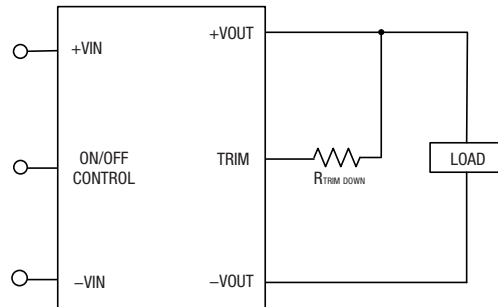 +VIN
+VOUT
ON/OFF
CONTROL
TRIM
RTRIM DOWN
LOAD
−VIN
−VOUT